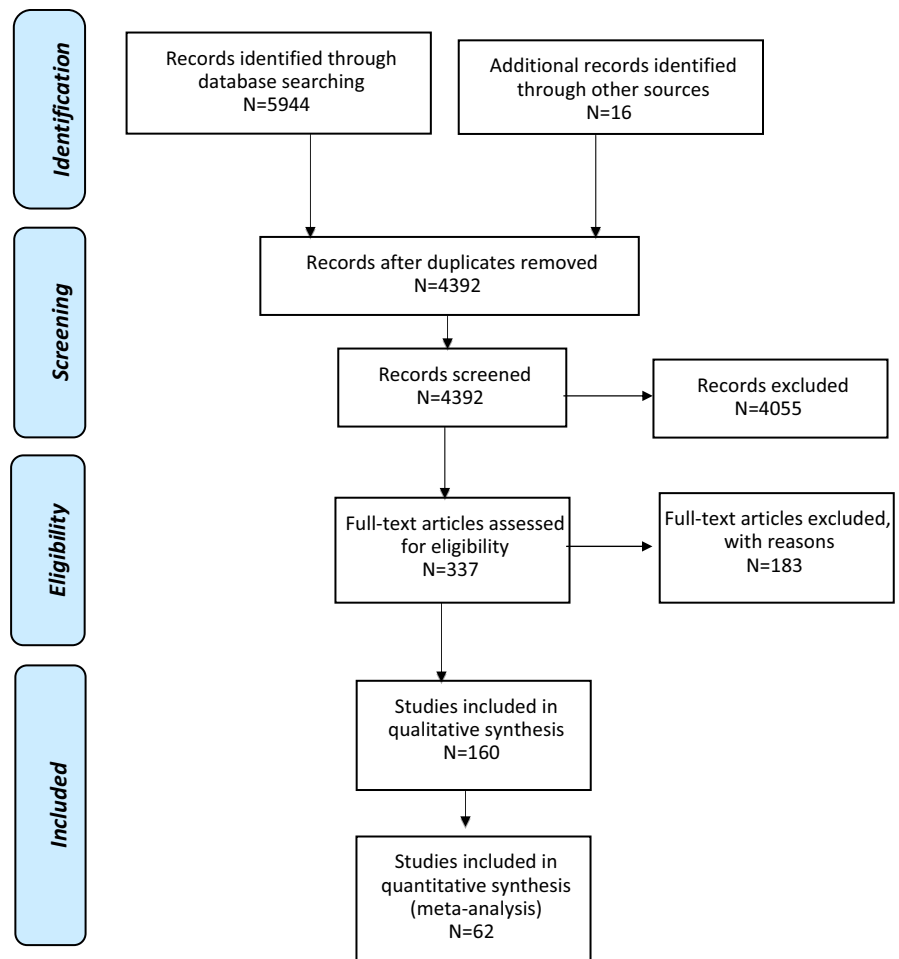 Identification
Records identified through
database searching
N=5944
Additional records identified
through other sources
N=16
Screening
Records after duplicates removed
N=4392
Records screened
N=4392
Records excluded
N=4055
Eligibility
Full-text articles assessed
for eligibility
N=337
Full-text articles excluded,
with reasons
N=183
Included
Studies included in
qualitative synthesis
N=160
Studies included in
quantitative synthesis
(meta-analysis)
N=62